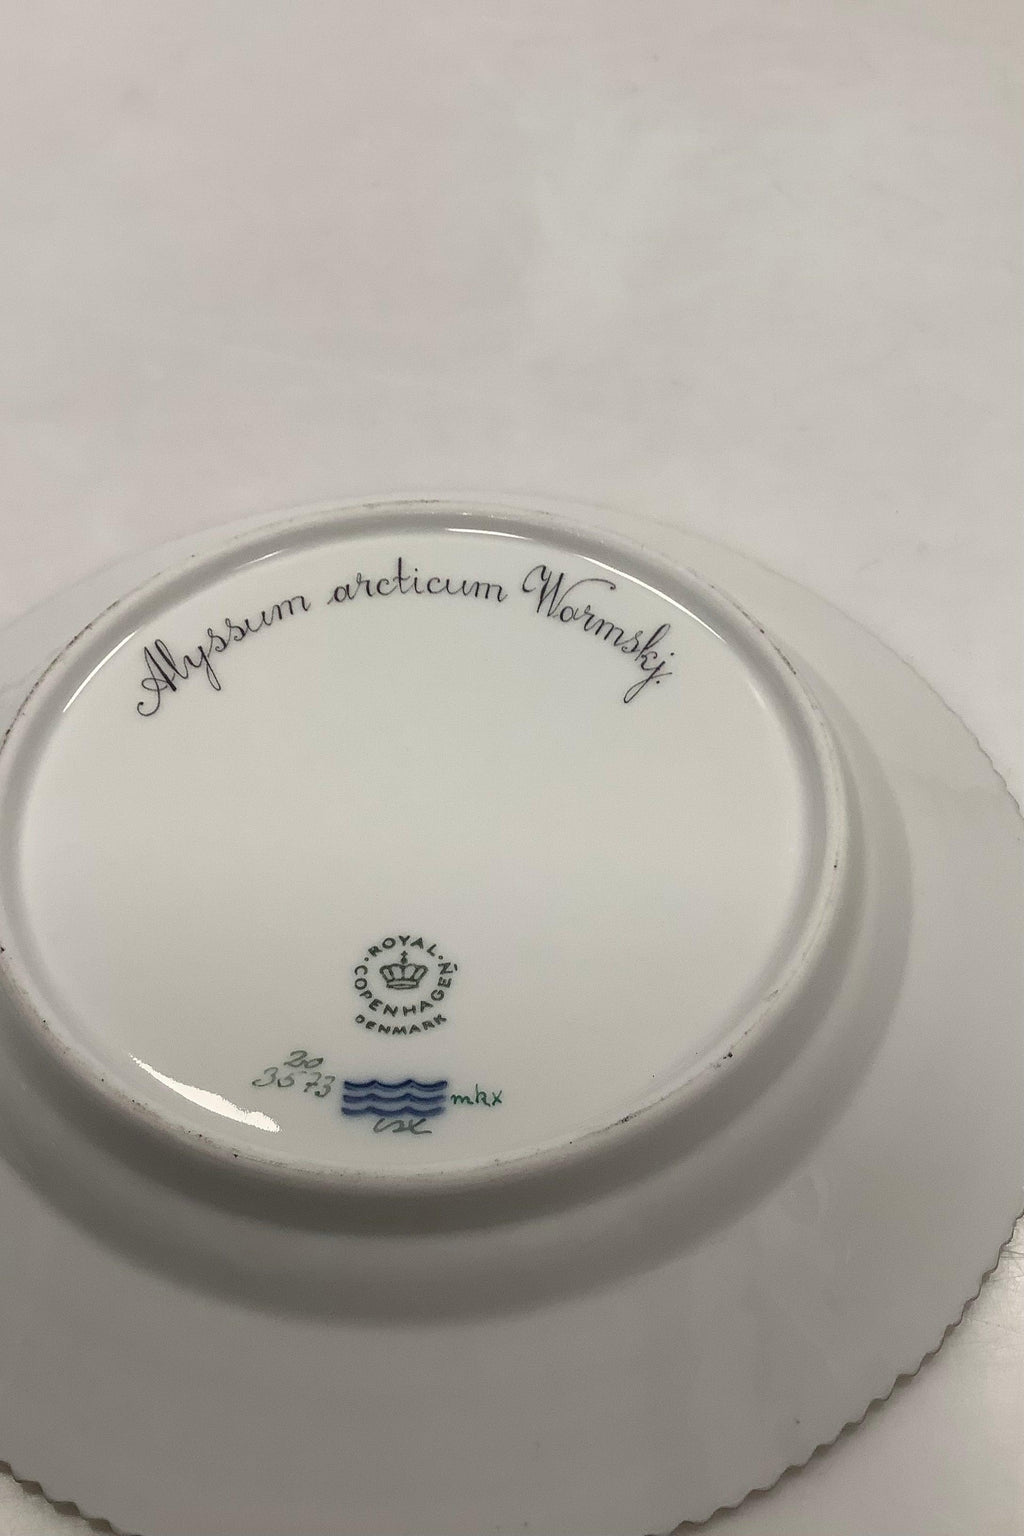 Alyssum arcticum Wormskj.
ROYAL
COPENHAGEN
DENMARK
20
3573
mkx